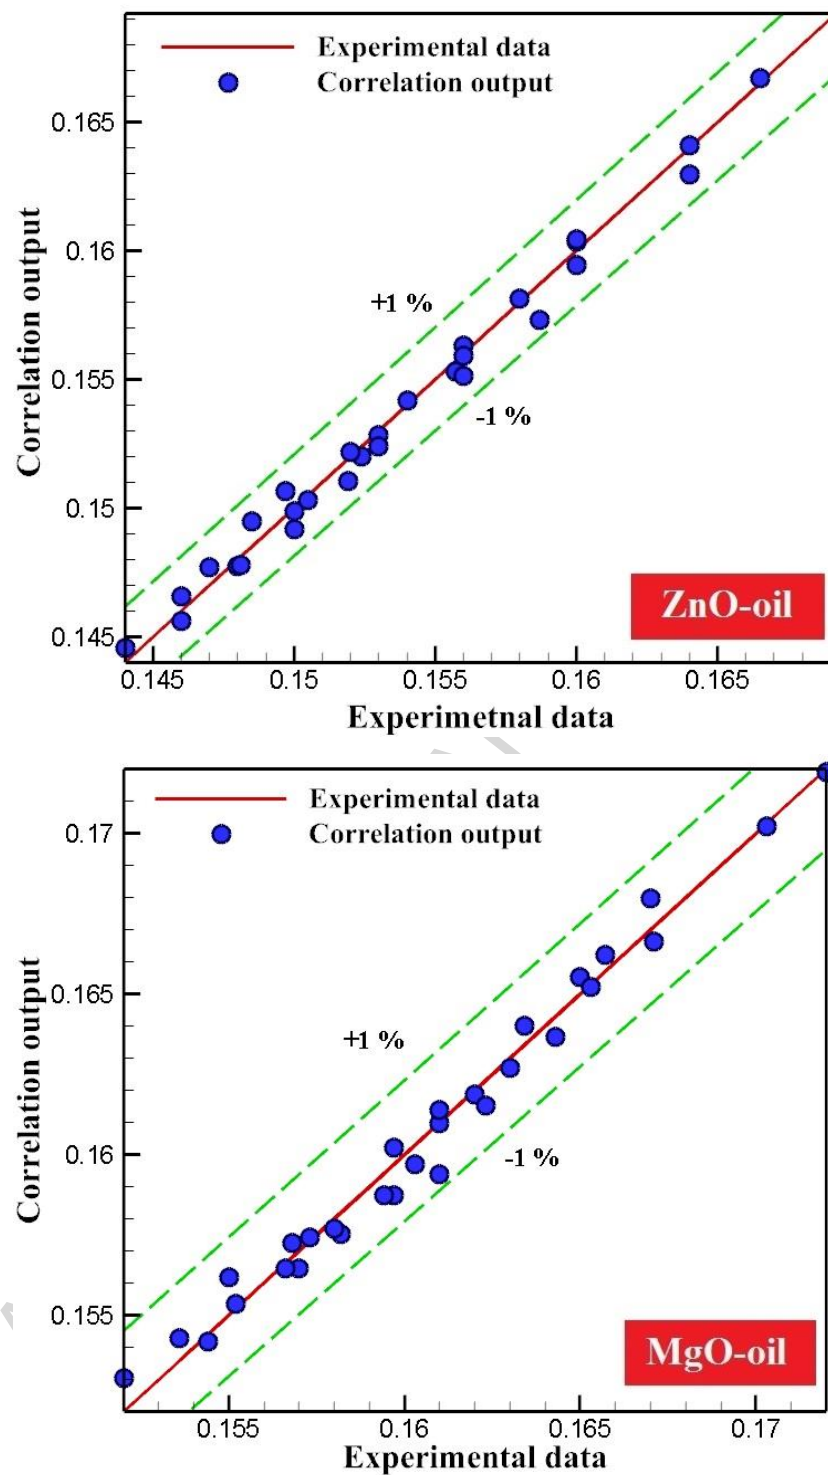 Experimental data
Correlation output
0.165
0.16
0.155
0.15
0.145
Correlation output
+1 %
-1 %
ZnO-oil
0.145 0.15 0.155 0.16 0.165
Experimetnal data
Experimental data
Correlation output
0.17
0.165
0.16
0.155
Correlation output
+1 %
-1 %
MgO-oil
0.155 0.16 0.165 0.17
Experimental data